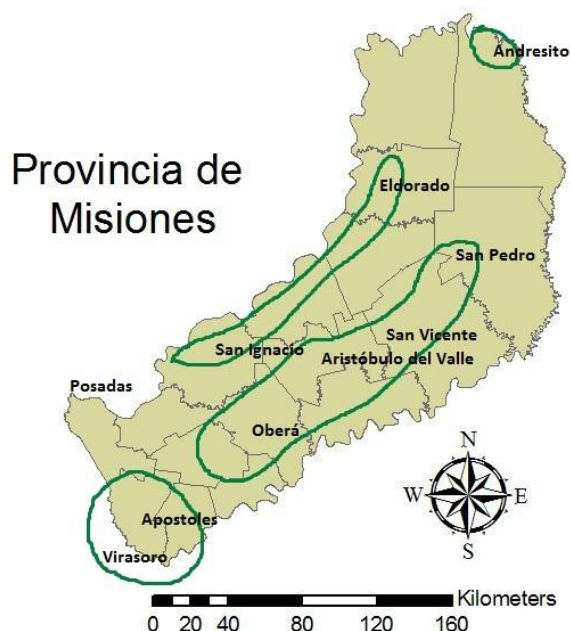 Andresito
Provincia de
Misiones
Eldorado
San Pedro
San Vicente
San Ignacio
Aristóbulo del Valle
Posadas
Oberá
N
W
E
S
Apostoles
Virasoro
Kilometers
0 20 40 80 120 160